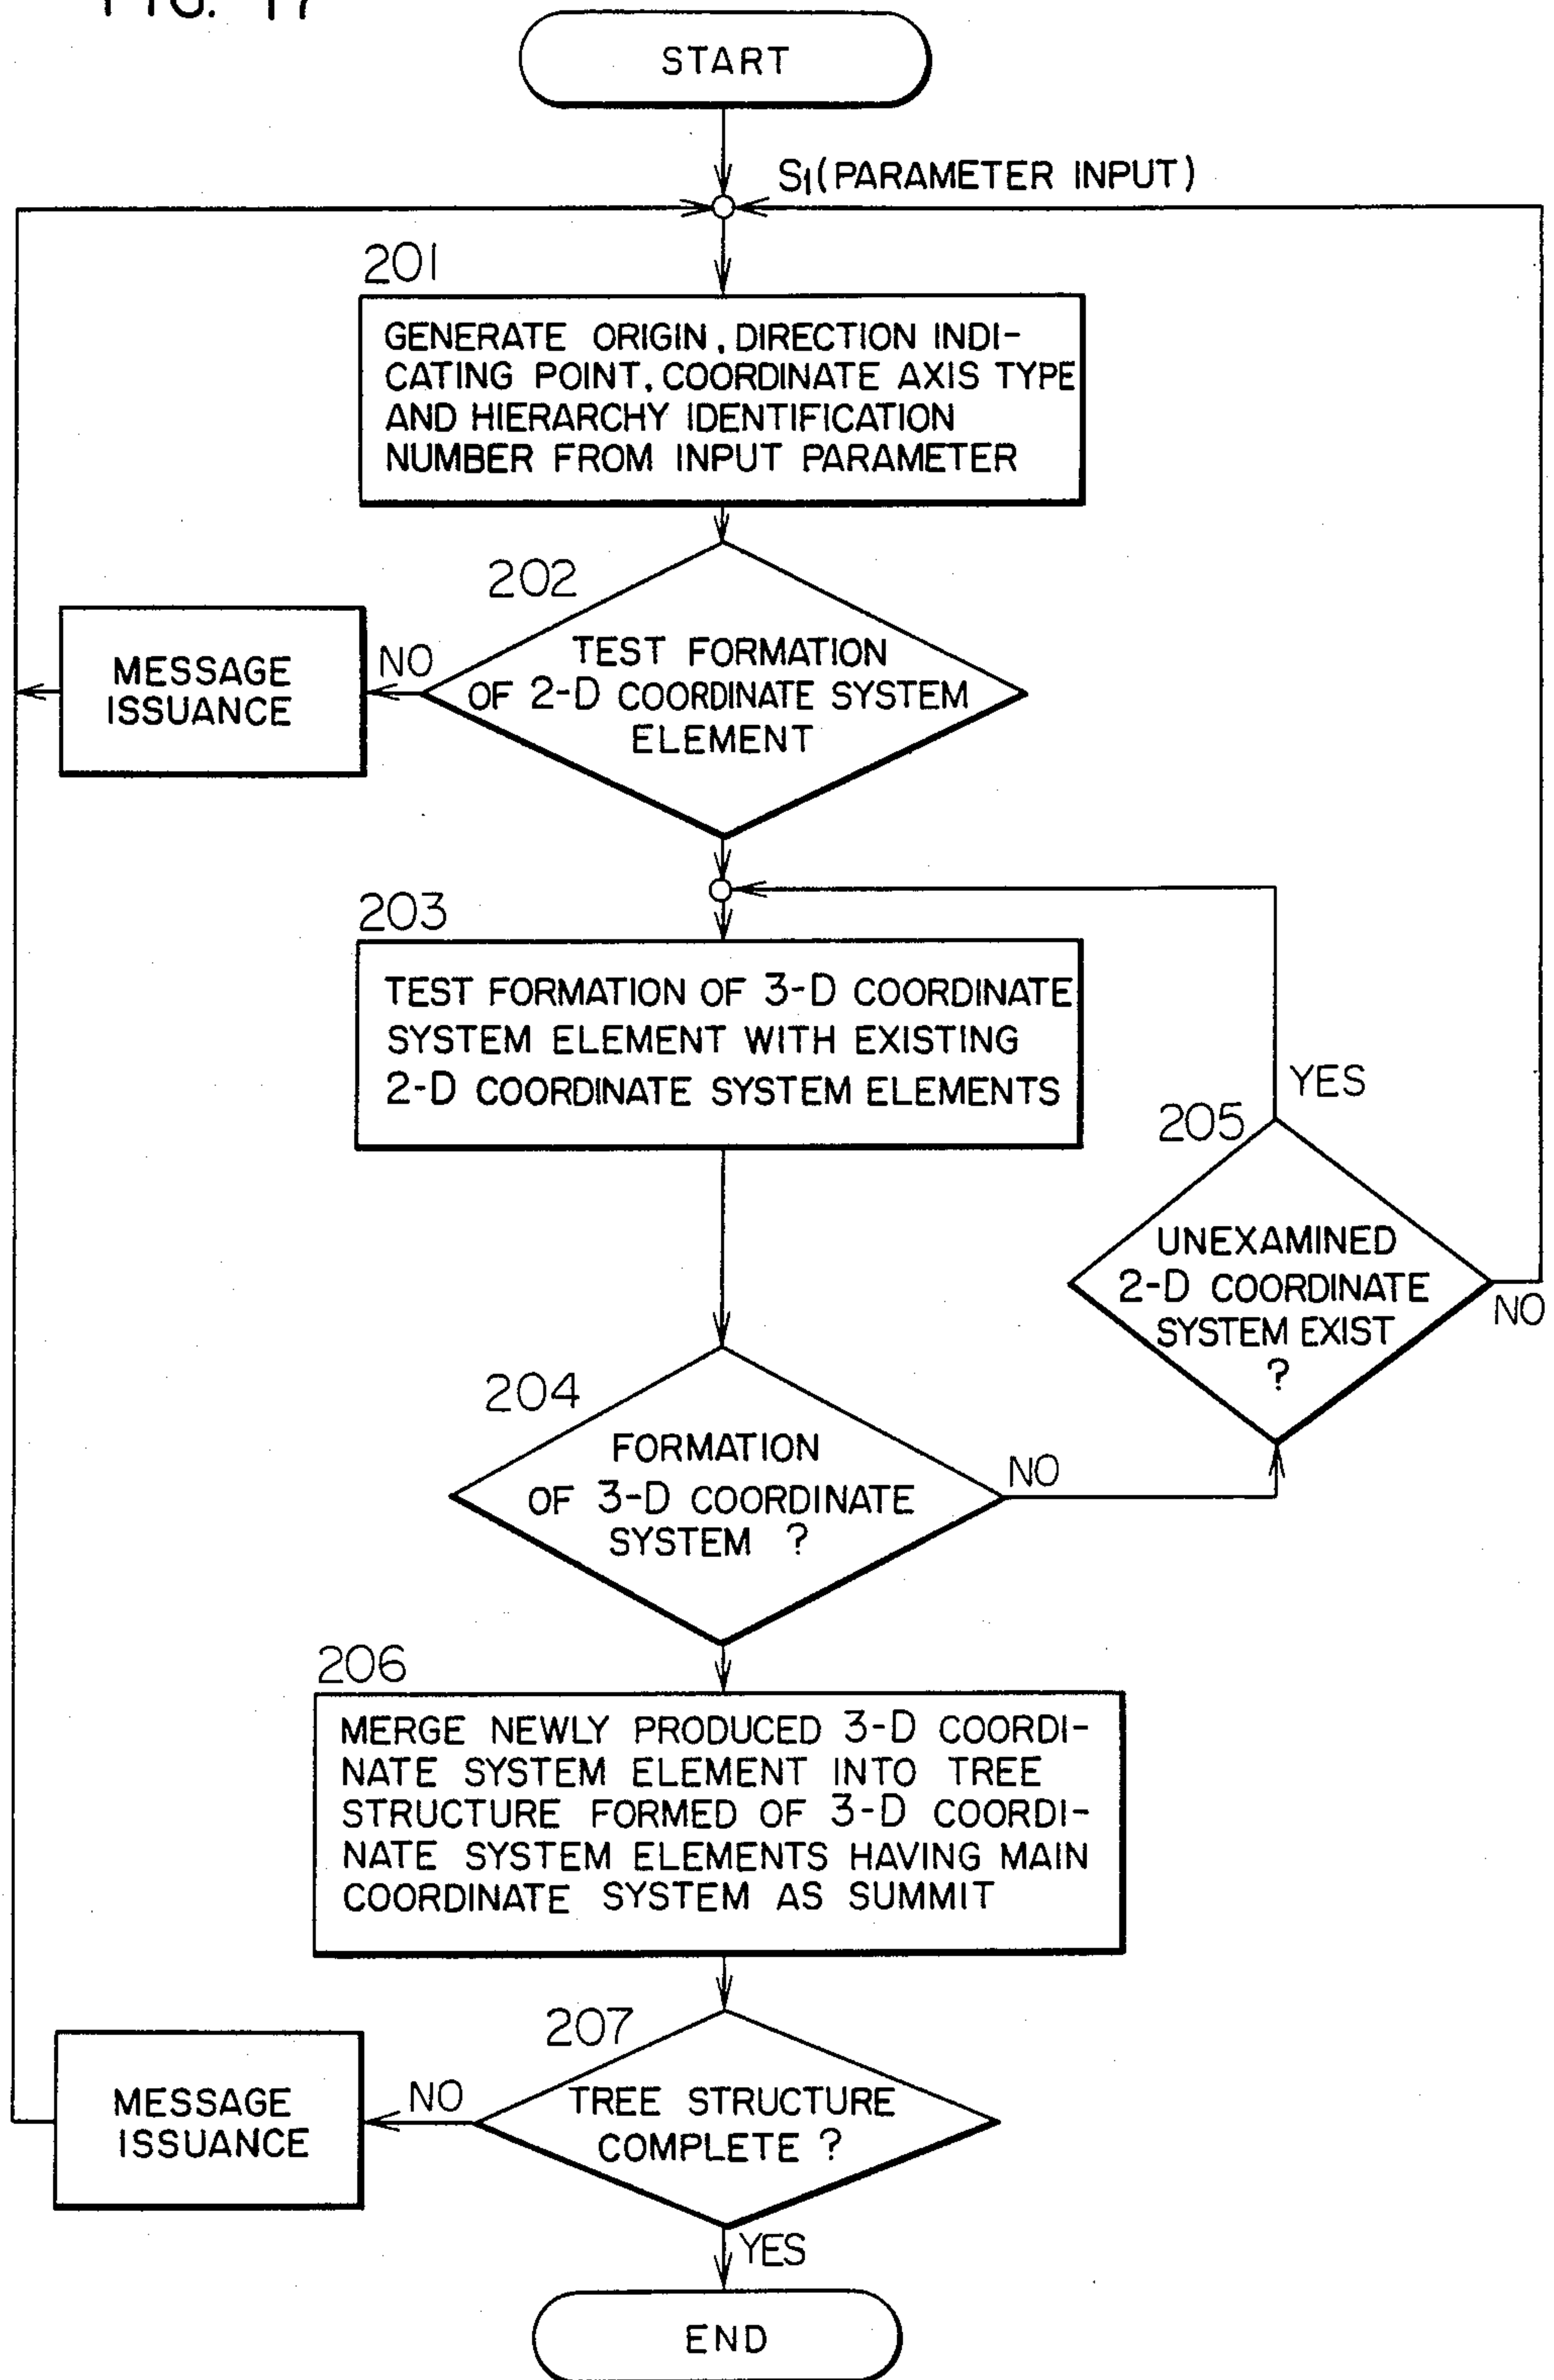 FIG. 17
START
S1(PARAMETER INPUT)
201
GENERATE ORIGIN, DIRECTION INDI-
CATING POINT, COORDINATE AXIS TYPE
AND HIERARCHY IDENTIFICATION
NUMBER FROM INPUT PARAMETER
202
TEST FORMATION
OF 2-D COORDINATE SYSTEM
ELEMENT
NO
MESSAGE
ISSUANCE
203
TEST FORMATION OF 3-D COORDINATE
SYSTEM ELEMENT WITH EXISTING
2-D COORDINATE SYSTEM ELEMENTS
YES
205
UNEXAMINED
2-D COORDINATE
SYSTEM EXIST
?
NO
204
FORMATION
OF 3-D COORDINATE
SYSTEM ?
NO
206
MERGE NEWLY PRODUCED 3-D COORDI-
NATE SYSTEM ELEMENT INTO TREE
STRUCTURE FORMED OF 3-D COORDI-
NATE SYSTEM ELEMENTS HAVING MAIN
COORDINATE SYSTEM AS SUMMIT
207
TREE STRUCTURE
COMPLETE ?
NO
MESSAGE
ISSUANCE
YES
END